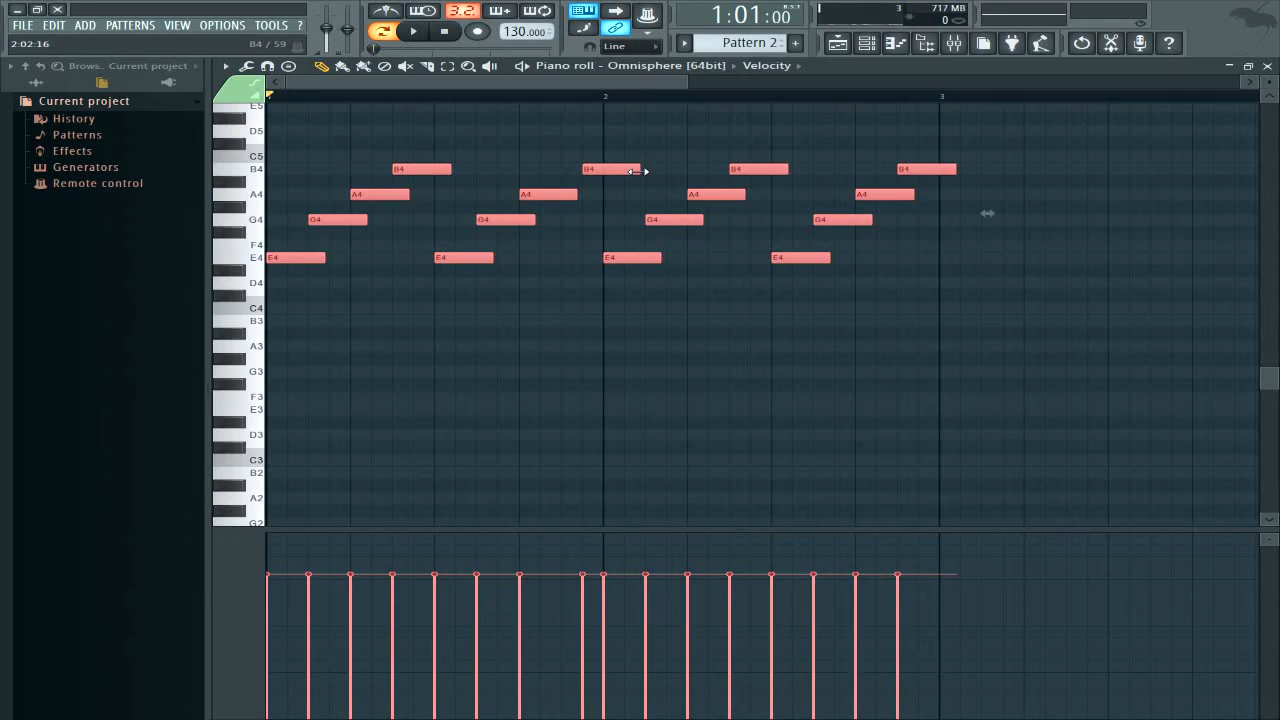 FILE EDIT ADD PATTERNS VIEW OPTIONS TOOLS ?
2:02:16 B4 / 59
3.2.
130.000
Line
1:01:00
B:S:T
Pattern 2
3
717 MB
0
Brows.. Current project
Piano roll - Omnisphere [64bit] Velocity
Current project
History
Patterns
Effects
Generators
Remote control
2 3
E5
D5
C5
B4 B4 B4 B4 B4
A4 A4 A4 A4 A4
G4 G4 G4 G4 G4
F4
E4 E4 E4 E4 E4
D4
C4
B3
A3
G3
F3
E3
D3
C3
B2
A2
G2